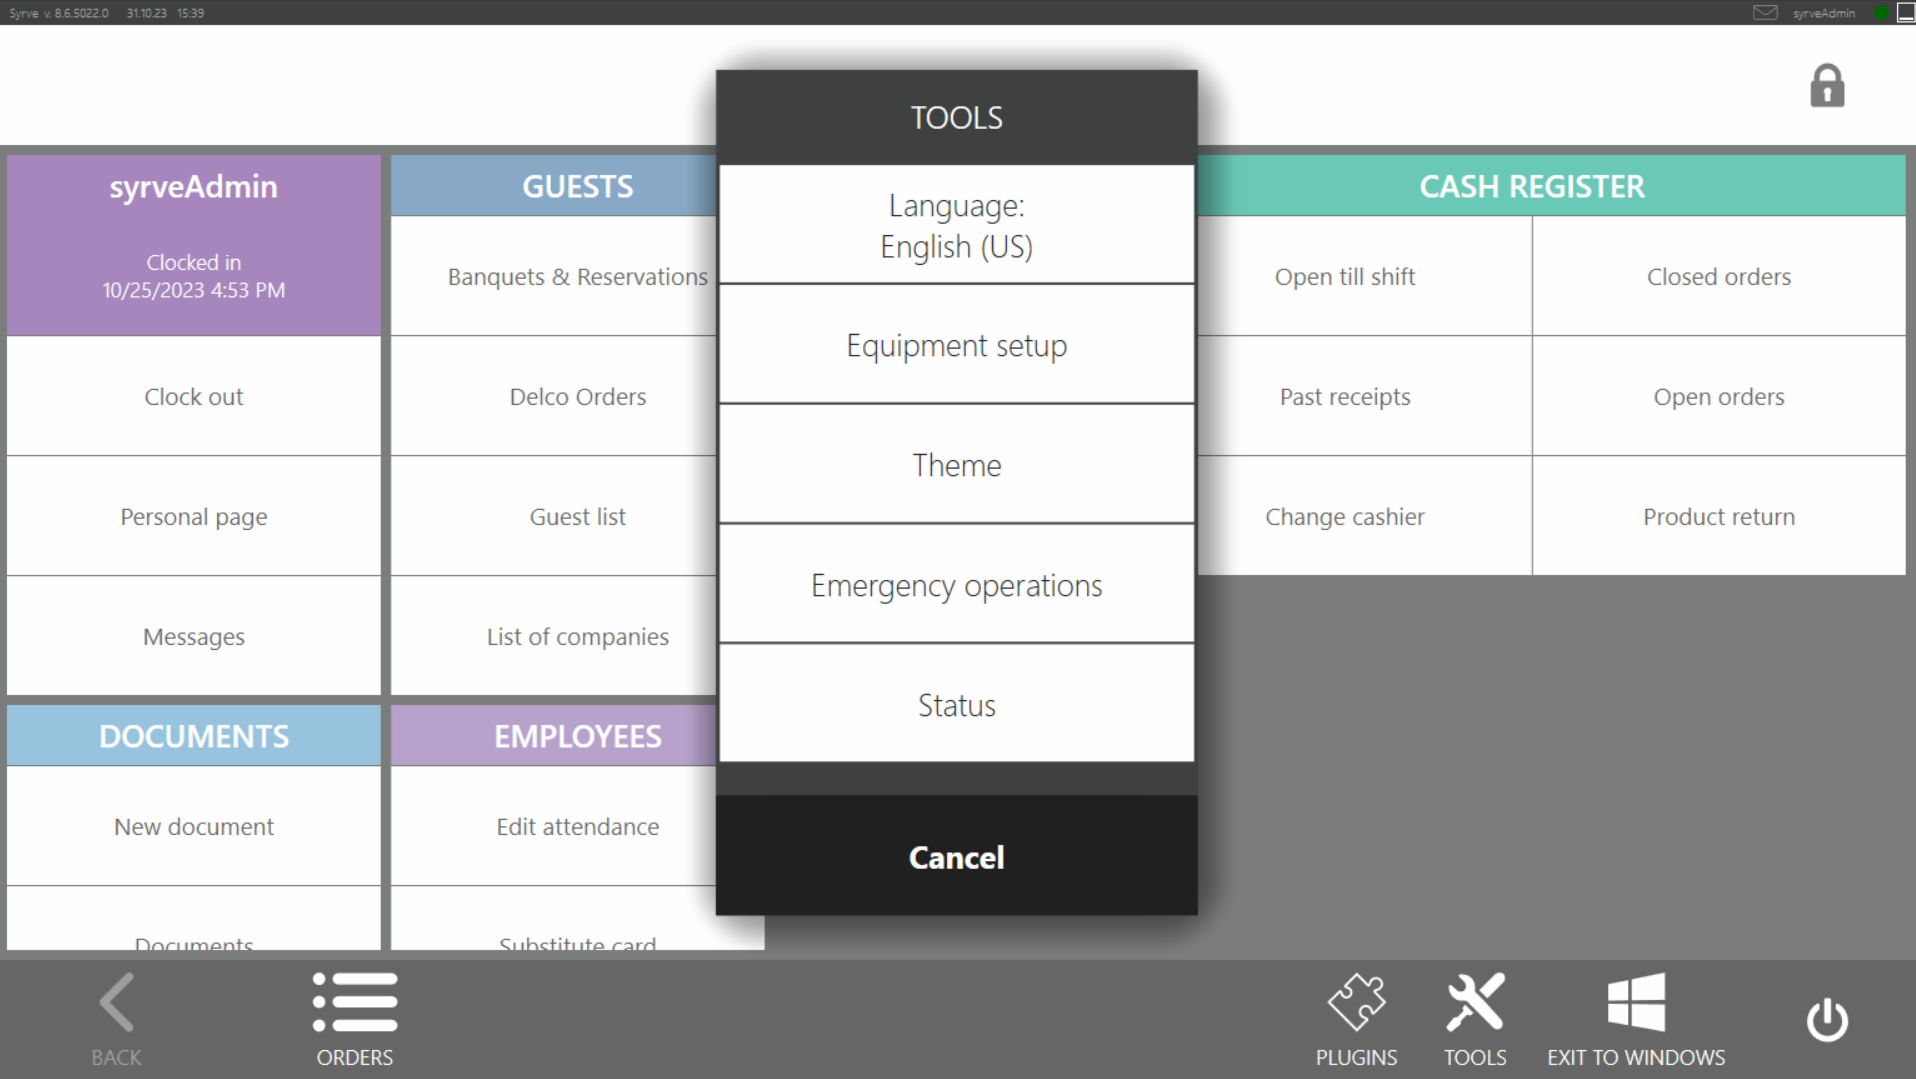 Syrve v. 8.6.5022.0 31.10.23 15:39
syrveAdmin
TOOLS
Language:
English (US)
Equipment setup
Theme
Emergency operations
Status
Cancel
syrveAdmin
Clocked in
10/25/2023 4:53 PM
Clock out
Personal page
Messages
GUESTS
Banquets & Reservations
Delco Orders
Guest list
List of companies
CASH REGISTER
Open till shift
Closed orders
Past receipts
Open orders
Change cashier
Product return
DOCUMENTS
New document
Documents
EMPLOYEES
Edit attendance
Substitute card
BACK
ORDERS
PLUGINS
TOOLS
EXIT TO WINDOWS